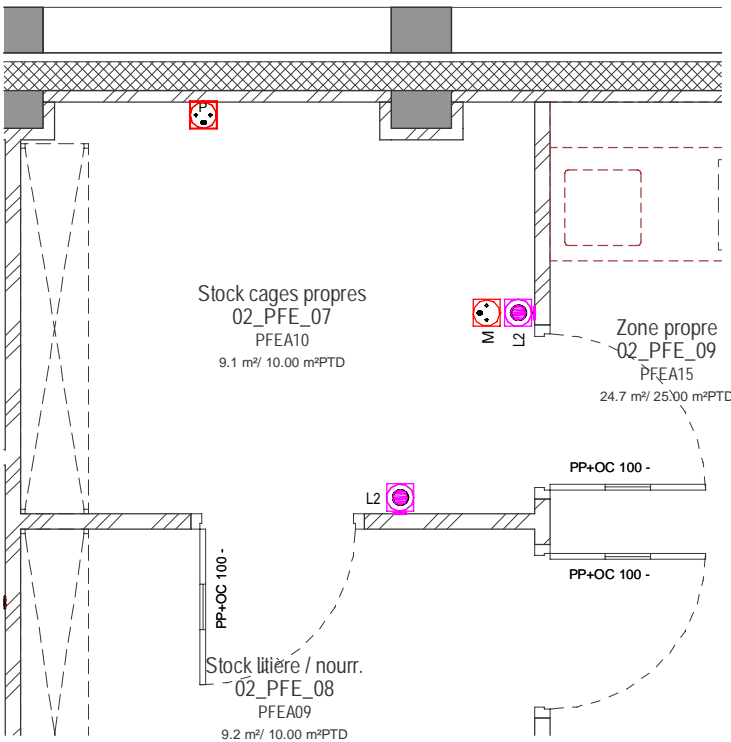 P
Stock cages propres
02_PFE_07
PFEA10
9.1 m²/ 10.00 m²PTD
M
L2
Zone propre
02_PFE_09
PFEA15
24.7 m²/ 25.00 m²PTD
PP+OC 100 -
L2
PP+OC 100 -
PP+OC 100 -
Stock litière / nourr.
02_PFE_08
PFEA09
9.2 m²/ 10.00 m²PTD